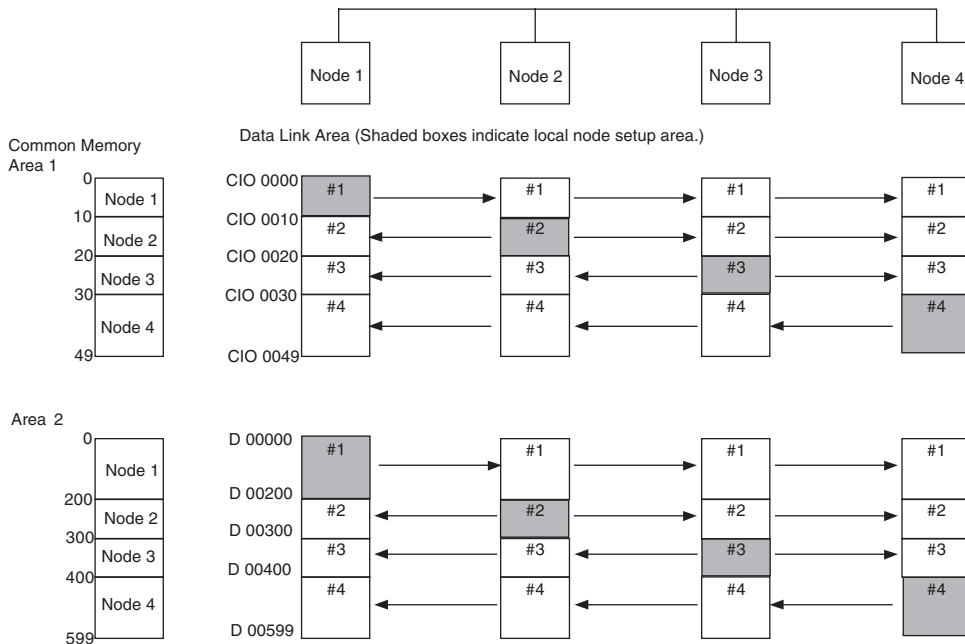 Node 1 Node 2 Node 3 Node 4
Data Link Area (Shaded boxes indicate local node setup area.)
Common Memory
Area 1
0 CIO 0000
Node 1 #1 #1 #1 #1
10 CIO 0010
Node 2 #2 #2 #2 #2
20 CIO 0020
Node 3 #3 #3 #3 #3
30 CIO 0030
Node 4 #4 #4 #4 #4
49 CIO 0049
Area 2
0 D 00000
Node 1 #1 #1 #1 #1
200 D 00200
Node 2 #2 #2 #2 #2
300 D 00300
Node 3 #3 #3 #3 #3
400 D 00400
Node 4 #4 #4 #4 #4
599 D 00599